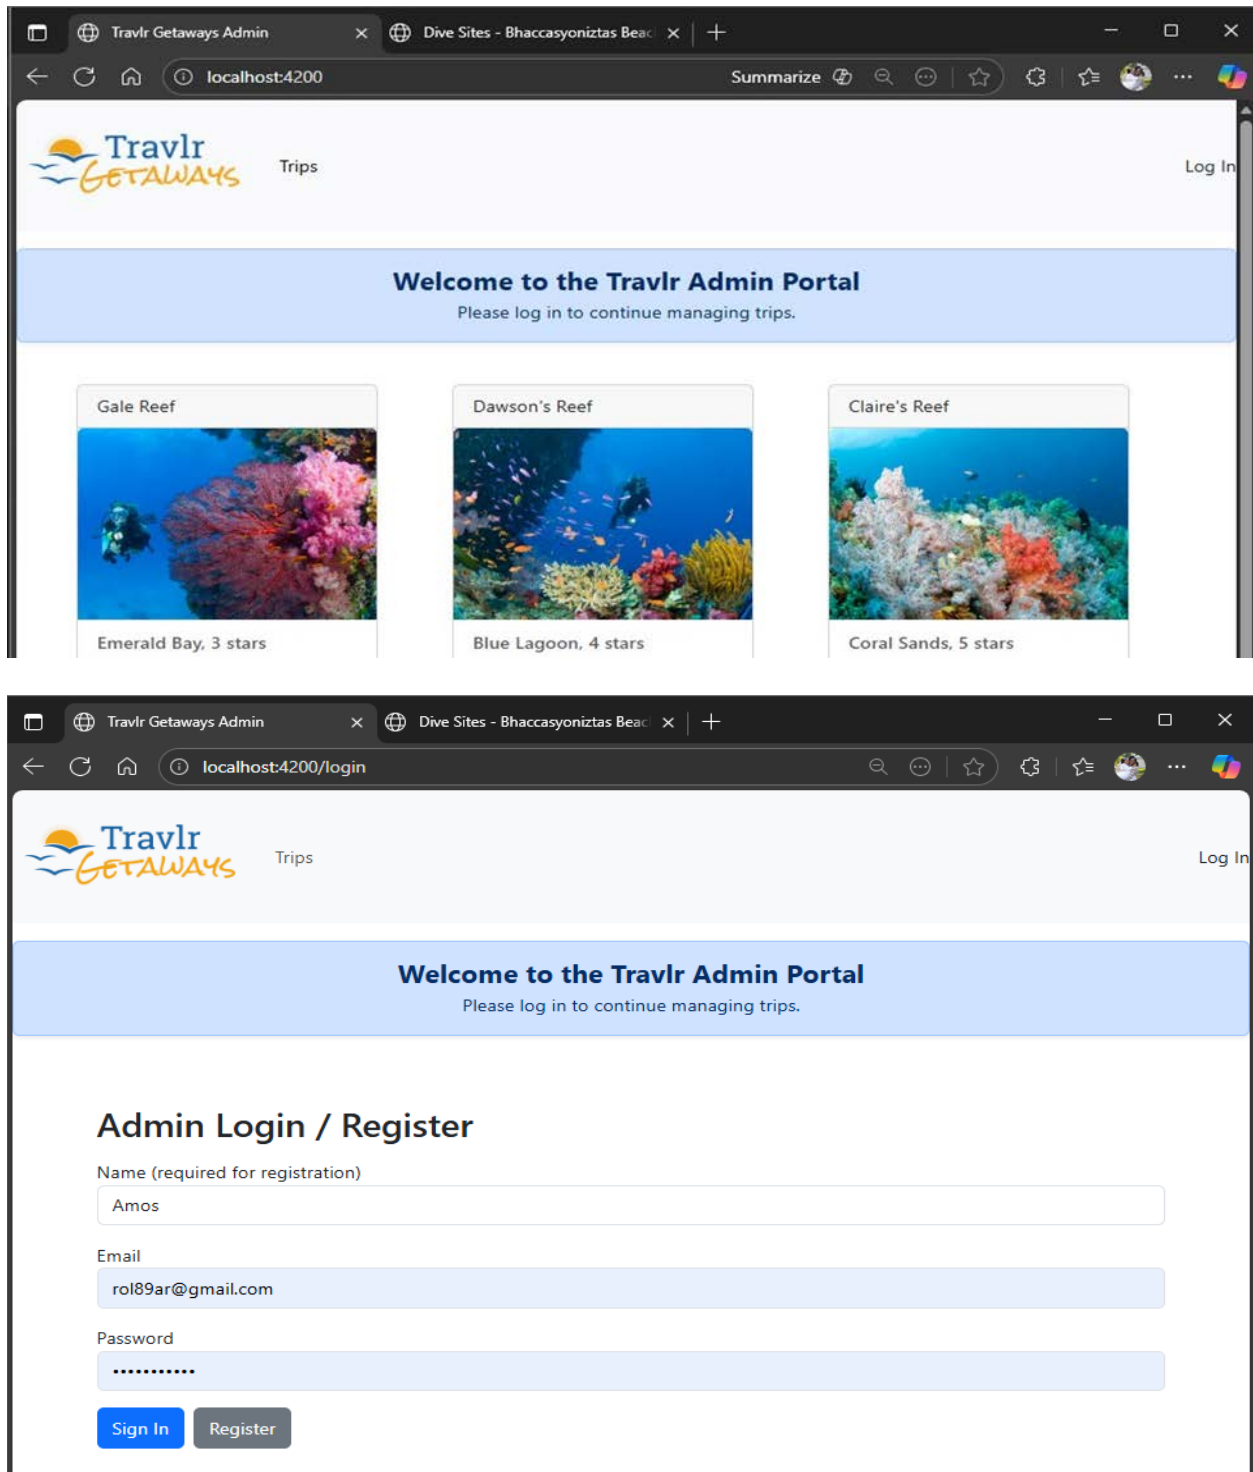 Travlr Getaways Admin
Dive Sites - Bhaccasyoniztas Beac
localhost:4200
Summarize
Travlr
GETAWAYS
Trips
Log In
Welcome to the Travlr Admin Portal
Please log in to continue managing trips.
Gale Reef
Dawson's Reef
Claire's Reef
Emerald Bay, 3 stars
Blue Lagoon, 4 stars
Coral Sands, 5 stars
Travlr Getaways Admin
Dive Sites - Bhaccasyoniztas Beac
localhost:4200/login
Travlr
GETAWAYS
Trips
Log In
Welcome to the Travlr Admin Portal
Please log in to continue managing trips.
Admin Login / Register
Name (required for registration)
Amos
Email
rol89ar@gmail.com
Password
•••••••••••
Sign In
Register